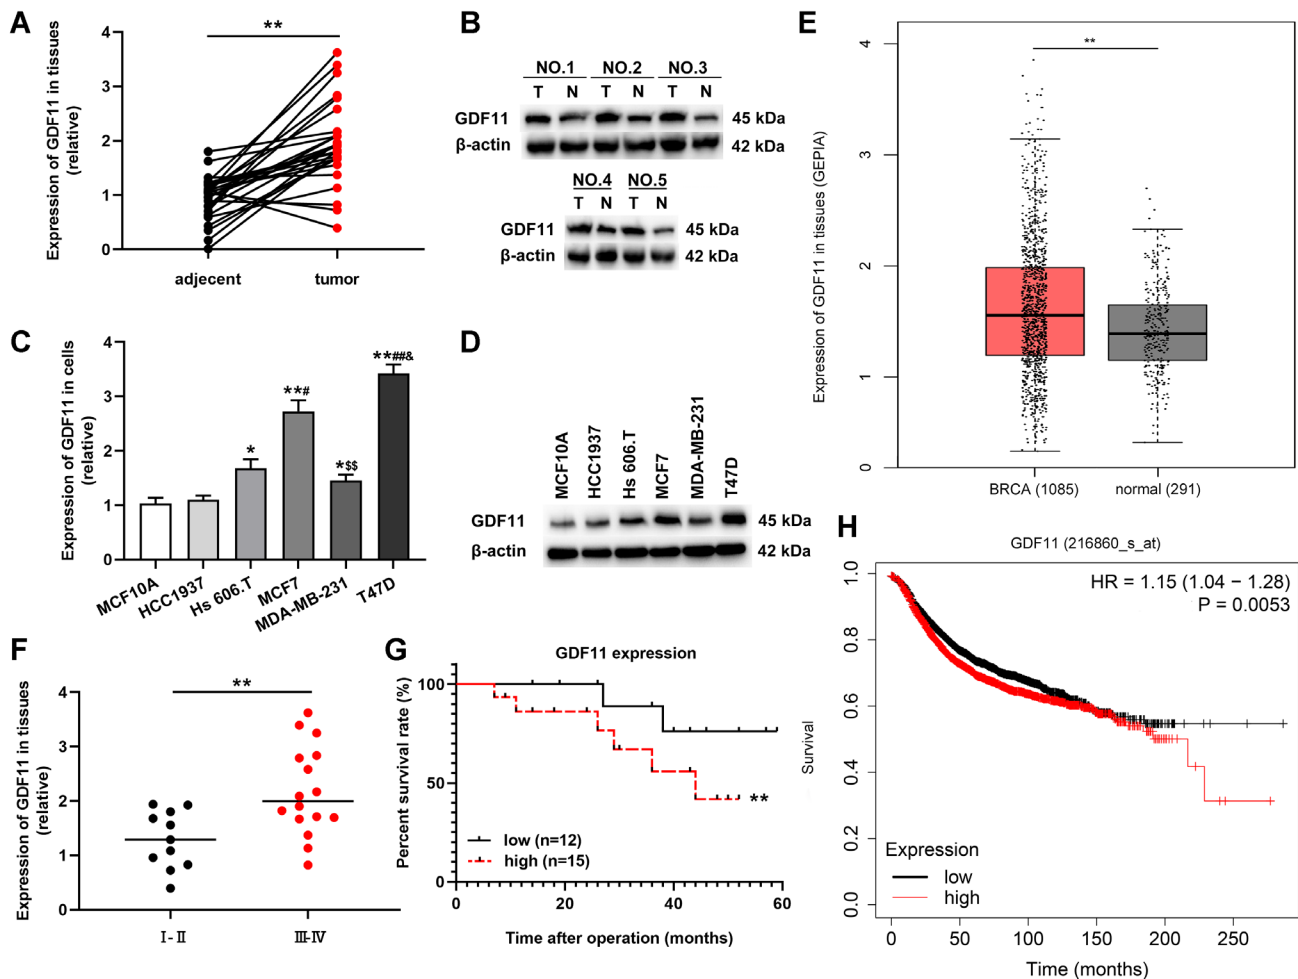 A
Expression of GDF11 in tissues
(relative)
4
3
2
1
0
**
adjecent
tumor
B
NO.1 NO.2 NO.3
T N T N T N
GDF11 45 kDa
β-actin 42 kDa
NO.4 NO.5
T N T N
GDF11 45 kDa
β-actin 42 kDa
E
Expression of GDF11 in tissues (GEPIA)
4
3
2
1
0
**
BRCA (1085)
normal (291)
C
Expression of GDF11 in cells
(relative)
4
3
2
1
0
*
**#
*$$
**##&
MCF10A
HCC1937
Hs 606.T
MCF7
MDA-MB-231
T47D
D
MCF10A
HCC1937
Hs 606.T
MCF7
MDA-MB-231
T47D
GDF11 45 kDa
β-actin 42 kDa
F
Expression of GDF11 in tissues
(relative)
4
3
2
1
0
**
I-II
III-IV
G
GDF11 expression
Percent survival rate (%)
100
50
0
**
low (n=12)
high (n=15)
0 20 40 60
Time after operation (months)
H
GDF11 (216860_s_at)
HR = 1.15 (1.04 − 1.28)
P = 0.0053
Survival
1.0
0.8
0.6
0.4
0.2
0.0
Expression
low
high
0 50 100 150 200 250
Time (months)